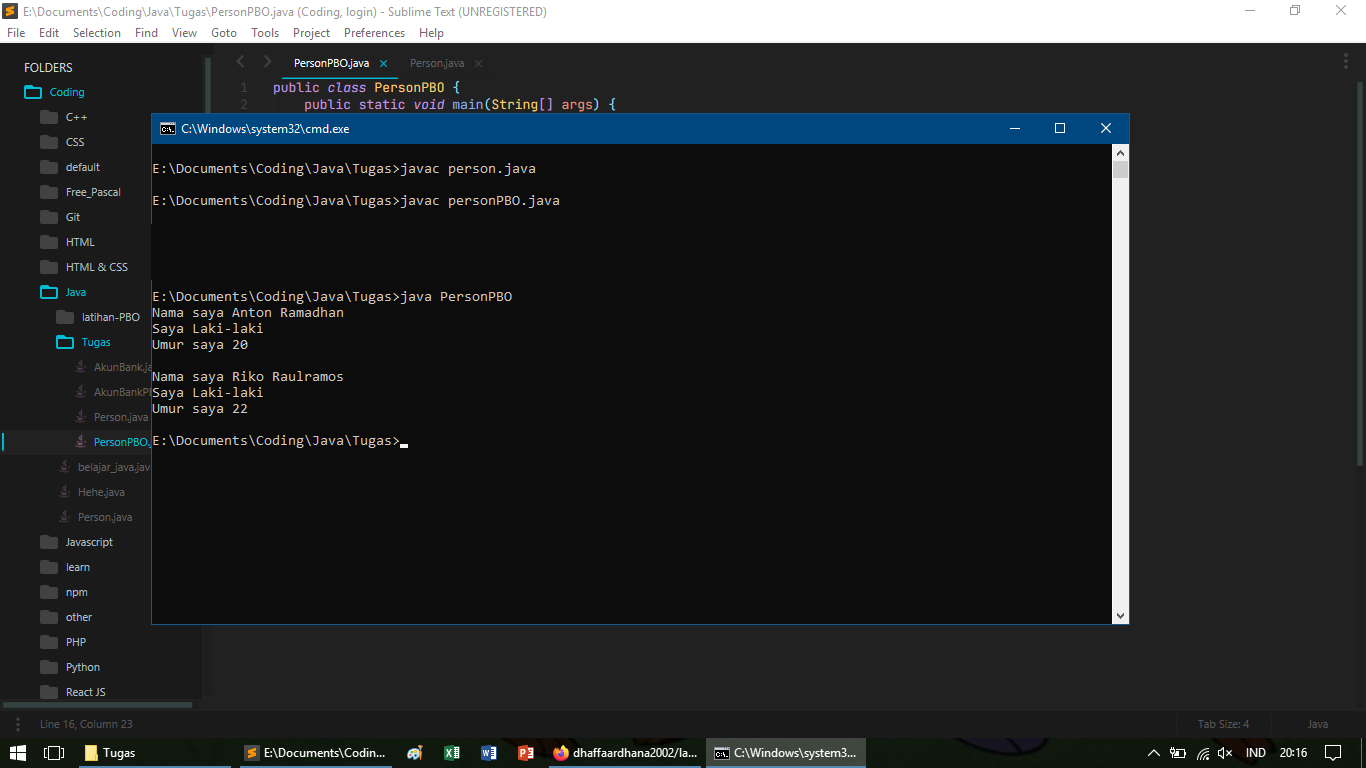 E:\Documents\Coding\Java\Tugas\PersonPBO.java (Coding, login) - Sublime Text (UNREGISTERED)
File Edit Selection Find View Goto Tools Project Preferences Help
FOLDERS
Coding
C++
CSS
default
Free_Pascal
Git
HTML
HTML & CSS
Java
latihan-PBO
Tugas
AkunBank.ja
AkunBankP
Person.java
PersonPBO.
belajar_java.jav
Hehe.java
Person.java
Javascript
learn
npm
other
PHP
Python
React JS
PersonPBO.java × Person.java ×
1 public class PersonPBO {
2 public static void main(String[] args) {
C:\Windows\system32\cmd.exe
E:\Documents\Coding\Java\Tugas>javac person.java
E:\Documents\Coding\Java\Tugas>javac personPBO.java
E:\Documents\Coding\Java\Tugas>java PersonPBO
Nama saya Anton Ramadhan
Saya Laki-laki
Umur saya 20
Nama saya Riko Raulramos
Saya Laki-laki
Umur saya 22
E:\Documents\Coding\Java\Tugas>
Line 16, Column 23 Tab Size: 4 Java
Tugas E:\Documents\Codin... dhaffaardhana2002/la... C:\Windows\system3... IND 20:16